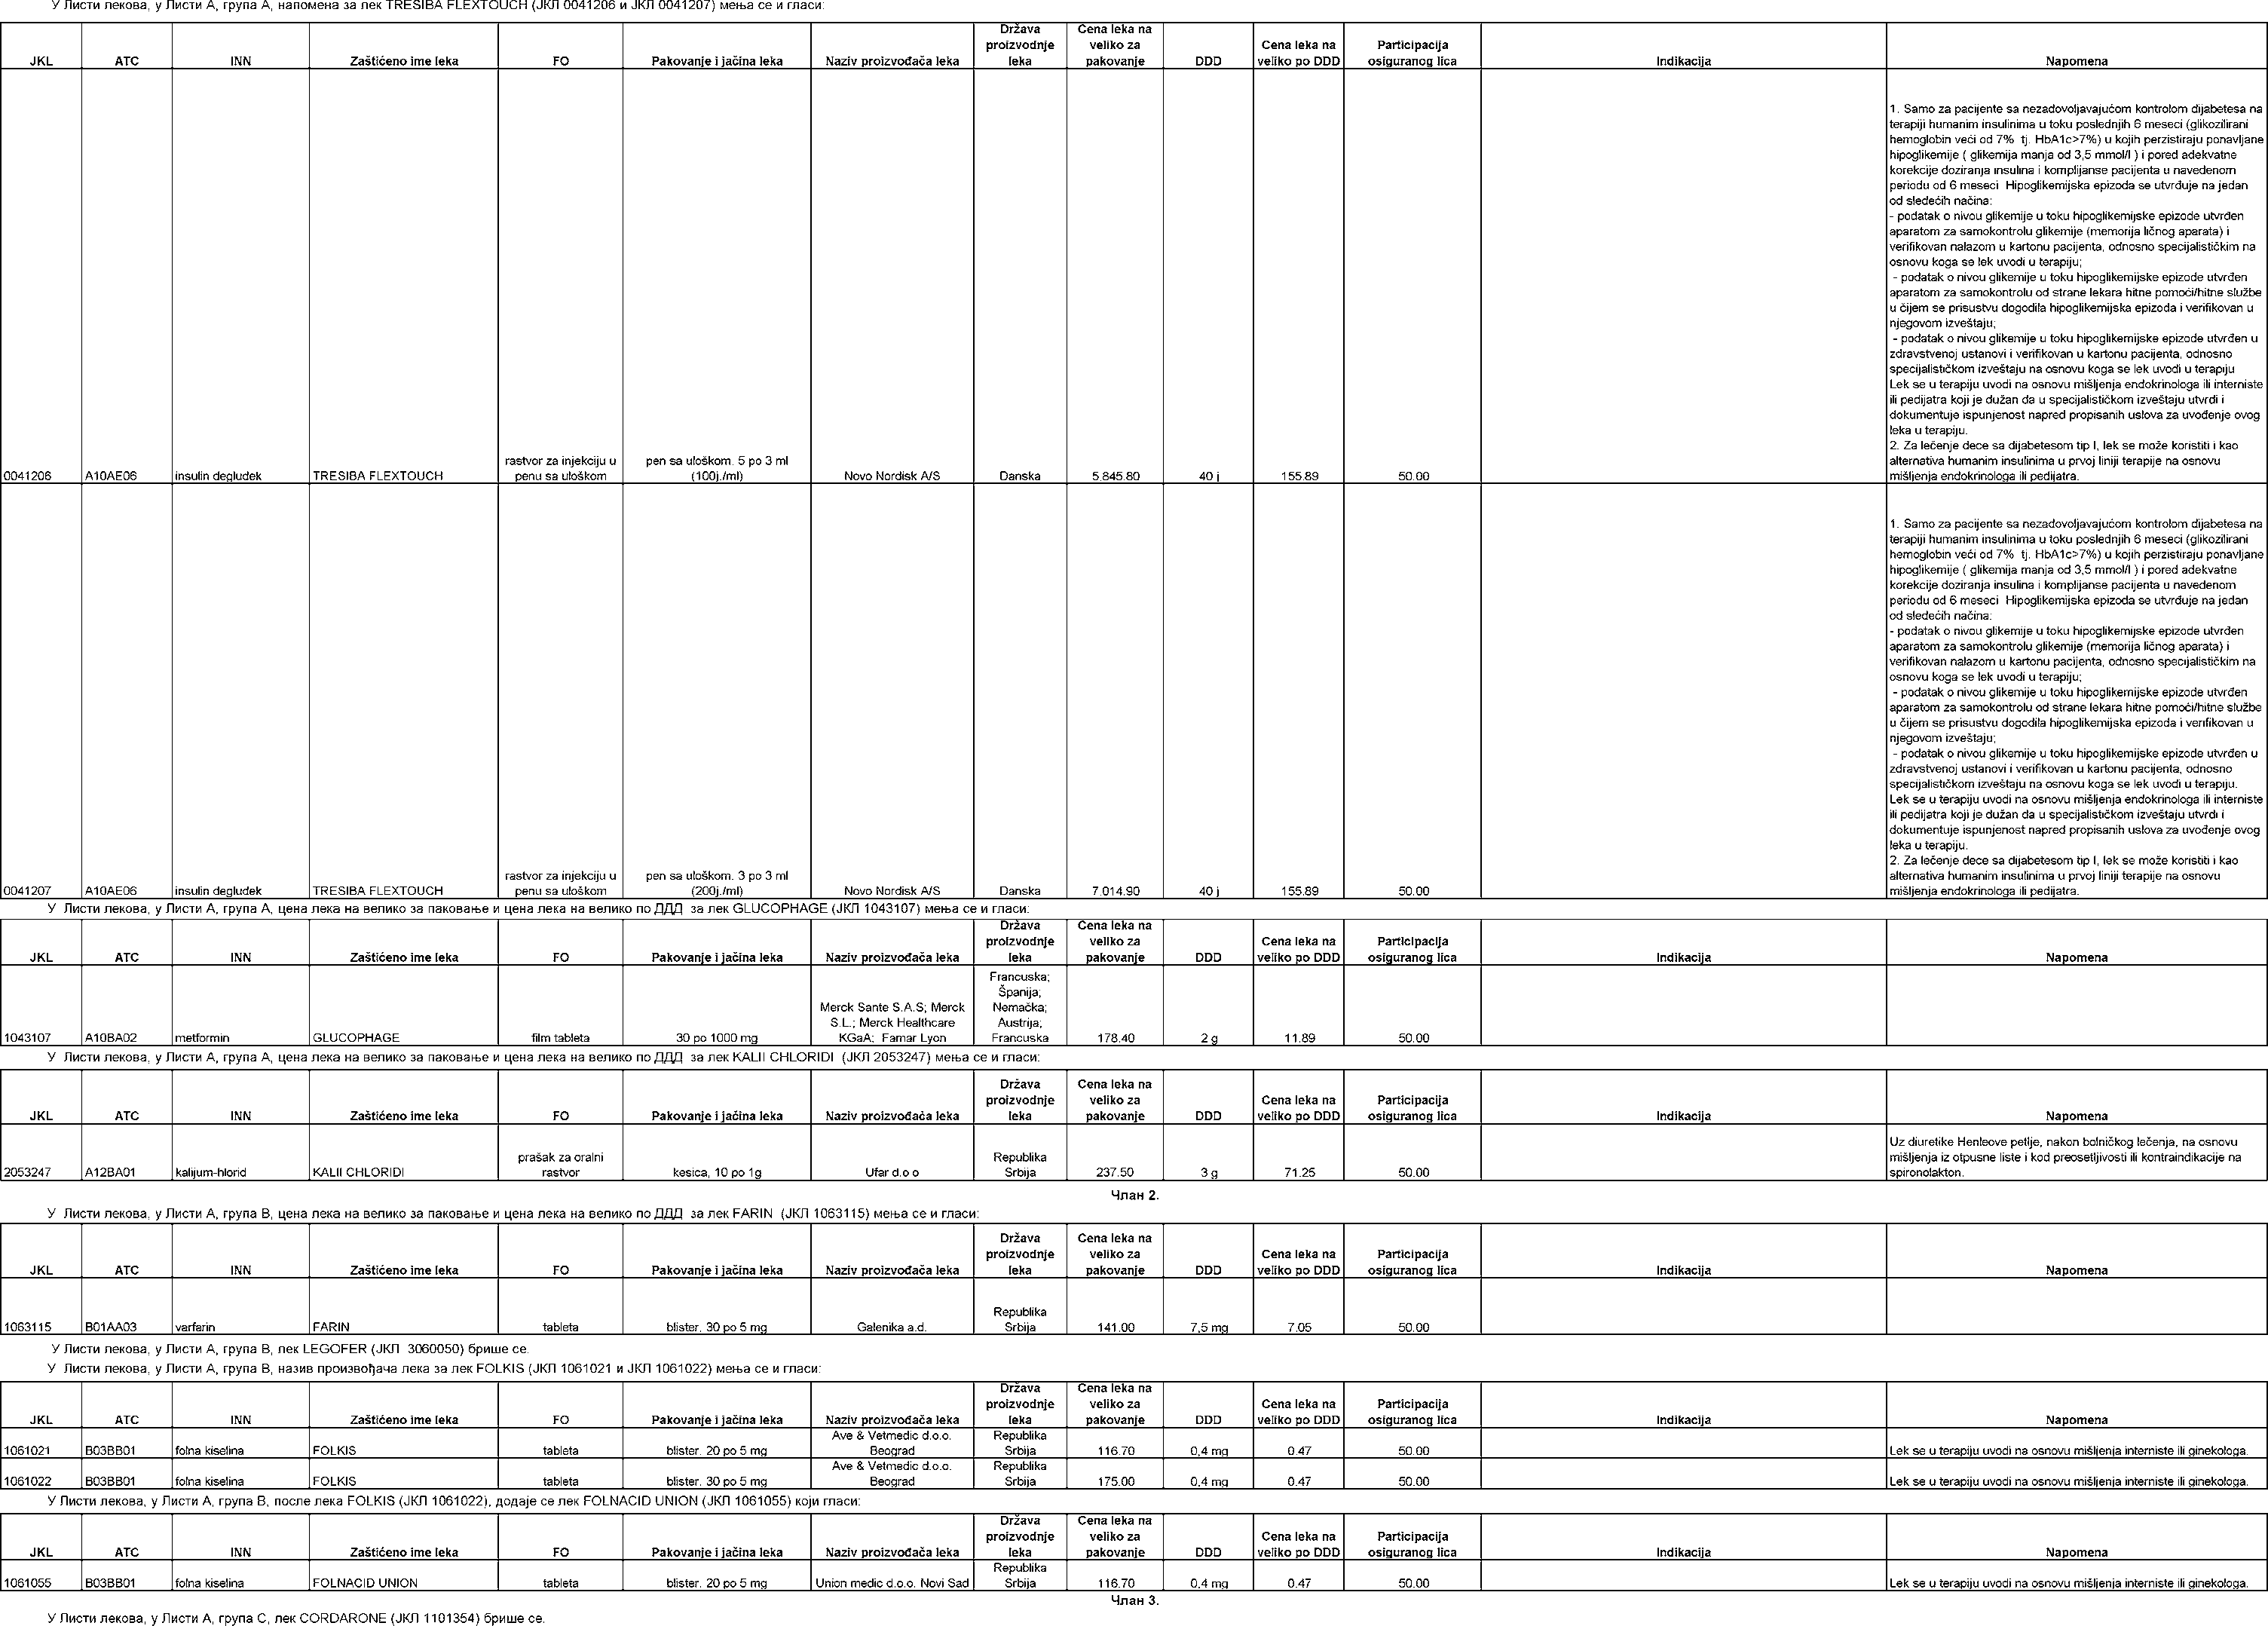 У Листи лекова, у Листи А, група А, напомена за лек TRESIBA FLEXTOUCH (ЈКЛ 0041206 и ЈКЛ 0041207) мења се и гласи:
JKL ATC INN Zaštićeno ime leka FO Pakovanje i jačina leka Naziv proizvođača leka Država proizvodnje leka Cena leka na veliko za pakovanje DDD Cena leka na veliko po DDD Participacija osiguranog lica Indikacija Napomena
1. Samo za pacijente sa nezadovoljavajućom kontrolom dijabetesa na
terapiji humanim insulinima u toku poslednjih 6 meseci (glikozilirani
hemoglobin veći od 7% tj. HbA1c>7%) u kojih perzistiraju ponavljane
hipoglikemije ( glikemija manja od 3,5 mmol/l ) i pored adekvatne
korekcije doziranja insulina i komplijanse pacijenta u navedenom
periodu od 6 meseci Hipoglikemijska epizoda se utvrđuje na jedan
od sledećih načina:
- podatak o nivou glikemije u toku hipoglikemijske epizode utvrđen
aparatom za samokontrolu glikemije (memorija ličnog aparata) i
verifikovan nalazom u kartonu pacijenta, odnosno specijalističkim na
osnovu koga se lek uvodi u terapiju;
- podatak o nivou glikemije u toku hipoglikemijske epizode utvrđen
aparatom za samokontrolu od strane lekara hitne pomoći/hitne službe
u čijem se prisustvu dogodila hipoglikemijska epizoda i verifikovan u
njegovom izveštaju;
- podatak o nivou glikemije u toku hipoglikemijske epizode utvrđen u
zdravstvenoj ustanovi i verifikovan u kartonu pacijenta, odnosno
specijalističkom izveštaju na osnovu koga se lek uvodi u terapiju
Lek se u terapiju uvodi na osnovu mišljenja endokrinologa ili interniste
ili pedijatra koji je dužan da u specijalističkom izveštaju utvrdi i
dokumentuje ispunjenost napred propisanih uslova za uvođenje ovog
leka u terapiju.
2. Za lečenje dece sa dijabetesom tip I, lek se može koristiti i kao
alternativa humanim insulinima u prvoj liniji terapije na osnovu
mišljenja endokrinologa ili pedijatra.
0041206 A10AE06 insulin degludek TRESIBA FLEXTOUCH rastvor za injekciju u penu sa uloškom pen sa uloškom, 5 po 3 ml (100j./ml) Novo Nordisk A/S Danska 5.845.80 40 j 155.89 50.00
1. Samo za pacijente sa nezadovoljavajućom kontrolom dijabetesa na
terapiji humanim insulinima u toku poslednjih 6 meseci (glikozilirani
hemoglobin veći od 7% tj. HbA1c>7%) u kojih perzistiraju ponavljane
hipoglikemije ( glikemija manja od 3,5 mmol/l ) i pored adekvatne
korekcije doziranja insulina i komplijanse pacijenta u navedenom
periodu od 6 meseci Hipoglikemijska epizoda se utvrđuje na jedan
od sledećih načina:
- podatak o nivou glikemije u toku hipoglikemijske epizode utvrđen
aparatom za samokontrolu glikemije (memorija ličnog aparata) i
verifikovan nalazom u kartonu pacijenta, odnosno specijalističkim na
osnovu koga se lek uvodi u terapiju;
- podatak o nivou glikemije u toku hipoglikemijske epizode utvrđen
aparatom za samokontrolu od strane lekara hitne pomoći/hitne službe
u čijem se prisustvu dogodila hipoglikemijska epizoda i verifikovan u
njegovom izveštaju;
- podatak o nivou glikemije u toku hipoglikemijske epizode utvrđen u
zdravstvenoj ustanovi i verifikovan u kartonu pacijenta, odnosno
specijalističkom izveštaju na osnovu koga se lek uvodi u terapiju.
Lek se u terapiju uvodi na osnovu mišljenja endokrinologa ili interniste
ili pedijatra koji je dužan da u specijalističkom izveštaju utvrdi i
dokumentuje ispunjenost napred propisanih uslova za uvođenje ovog
leka u terapiju.
2. Za lečenje dece sa dijabetesom tip I, lek se može koristiti i kao
alternativa humanim insulinima u prvoj liniji terapije na osnovu
mišljenja endokrinologa ili pedijatra.
0041207 A10AE06 insulin degludek TRESIBA FLEXTOUCH rastvor za injekciju u penu sa uloškom pen sa uloškom, 3 po 3 ml (200j./ml) Novo Nordisk A/S Danska 7.014.90 40 j 155.89 50.00
У Листи лекова, у Листи А, група А, цена лека на велико за паковање и цена лека на велико по ДДД за лек GLUCOPHAGE (ЈКЛ 1043107) мења се и гласи:
JKL ATC INN Zaštićeno ime leka FO Pakovanje i jačina leka Naziv proizvođača leka Država proizvodnje leka Cena leka na veliko za pakovanje DDD Cena leka na veliko po DDD Participacija osiguranog lica Indikacija Napomena
1043107 A10BA02 metformin GLUCOPHAGE film tableta 30 po 1000 mg Merck Sante S.A.S; Merck S.L.; Merck Healthcare KGaA; Famar Lyon Francuska; Španija; Nemačka; Austrija; Francuska 178.40 2 g 11.89 50.00
У Листи лекова, у Листи А, група А, цена лека на велико за паковање и цена лека на велико по ДДД за лек KALII CHLORIDI (ЈКЛ 2053247) мења се и гласи:
JKL ATC INN Zaštićeno ime leka FO Pakovanje i jačina leka Naziv proizvođača leka Država proizvodnje leka Cena leka na veliko za pakovanje DDD Cena leka na veliko po DDD Participacija osiguranog lica Indikacija Napomena
2053247 A12BA01 kalijum-hlorid KALII CHLORIDI prašak za oralni rastvor kesica, 10 po 1g Ufar d.o.o Republika Srbija 237.50 3 g 71.25 50.00 Uz diuretike Henleove petlje, nakon bolničkog lečenja, na osnovu mišljenja iz otpusne liste i kod preosetljivosti ili kontraindikacije na spironolakton.
Члан 2.
У Листи лекова, у Листи А, група B, цена лека на велико за паковање и цена лека на велико по ДДД за лек FARIN (ЈКЛ 1063115) мења се и гласи:
JKL ATC INN Zaštićeno ime leka FO Pakovanje i jačina leka Naziv proizvođača leka Država proizvodnje leka Cena leka na veliko za pakovanje DDD Cena leka na veliko po DDD Participacija osiguranog lica Indikacija Napomena
1063115 B01AA03 varfarin FARIN tableta blister, 30 po 5 mg Galenika a.d. Republika Srbija 141.00 7,5 mg 7.05 50.00
У Листи лекова, у Листи А, група B, лек LEGOFER (ЈКЛ 3060050) брише се.
У Листи лекова, у Листи А, група B, назив произвођача лека за лек FOLKIS (ЈКЛ 1061021 и ЈКЛ 1061022) мења се и гласи:
JKL ATC INN Zaštićeno ime leka FO Pakovanje i jačina leka Naziv proizvođača leka Država proizvodnje leka Cena leka na veliko za pakovanje DDD Cena leka na veliko po DDD Participacija osiguranog lica Indikacija Napomena
1061021 B03BB01 folna kiselina FOLKIS tableta blister, 20 po 5 mg Ave & Vetmedic d.o.o. Beograd Republika Srbija 116.70 0,4 mg 0.47 50.00 Lek se u terapiju uvodi na osnovu mišljenja interniste ili ginekologa.
1061022 B03BB01 folna kiselina FOLKIS tableta blister, 30 po 5 mg Ave & Vetmedic d.o.o. Beograd Republika Srbija 175.00 0,4 mg 0.47 50.00 Lek se u terapiju uvodi na osnovu mišljenja interniste ili ginekologa.
У Листи лекова, у Листи А, група B, после лека FOLKIS (ЈКЛ 1061022), додаје се лек FOLNACID UNION (ЈКЛ 1061055) који гласи:
JKL ATC INN Zaštićeno ime leka FO Pakovanje i jačina leka Naziv proizvođača leka Država proizvodnje leka Cena leka na veliko za pakovanje DDD Cena leka na veliko po DDD Participacija osiguranog lica Indikacija Napomena
1061055 B03BB01 folna kiselina FOLNACID UNION tableta blister, 20 po 5 mg Union medic d.o.o. Novi Sad Republika Srbija 116.70 0,4 mg 0.47 50.00 Lek se u terapiju uvodi na osnovu mišljenja interniste ili ginekologa.
Члан 3.
У Листи лекова, у Листи А, група C, лек CORDARONE (ЈКЛ 1101354) брише се.